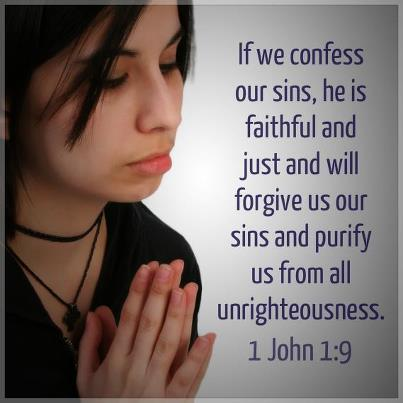 If we confess
our sins, he is
faithful and
just and will
forgive us our
sins and purify
us from all
unrighteousness.
1 John 1:9